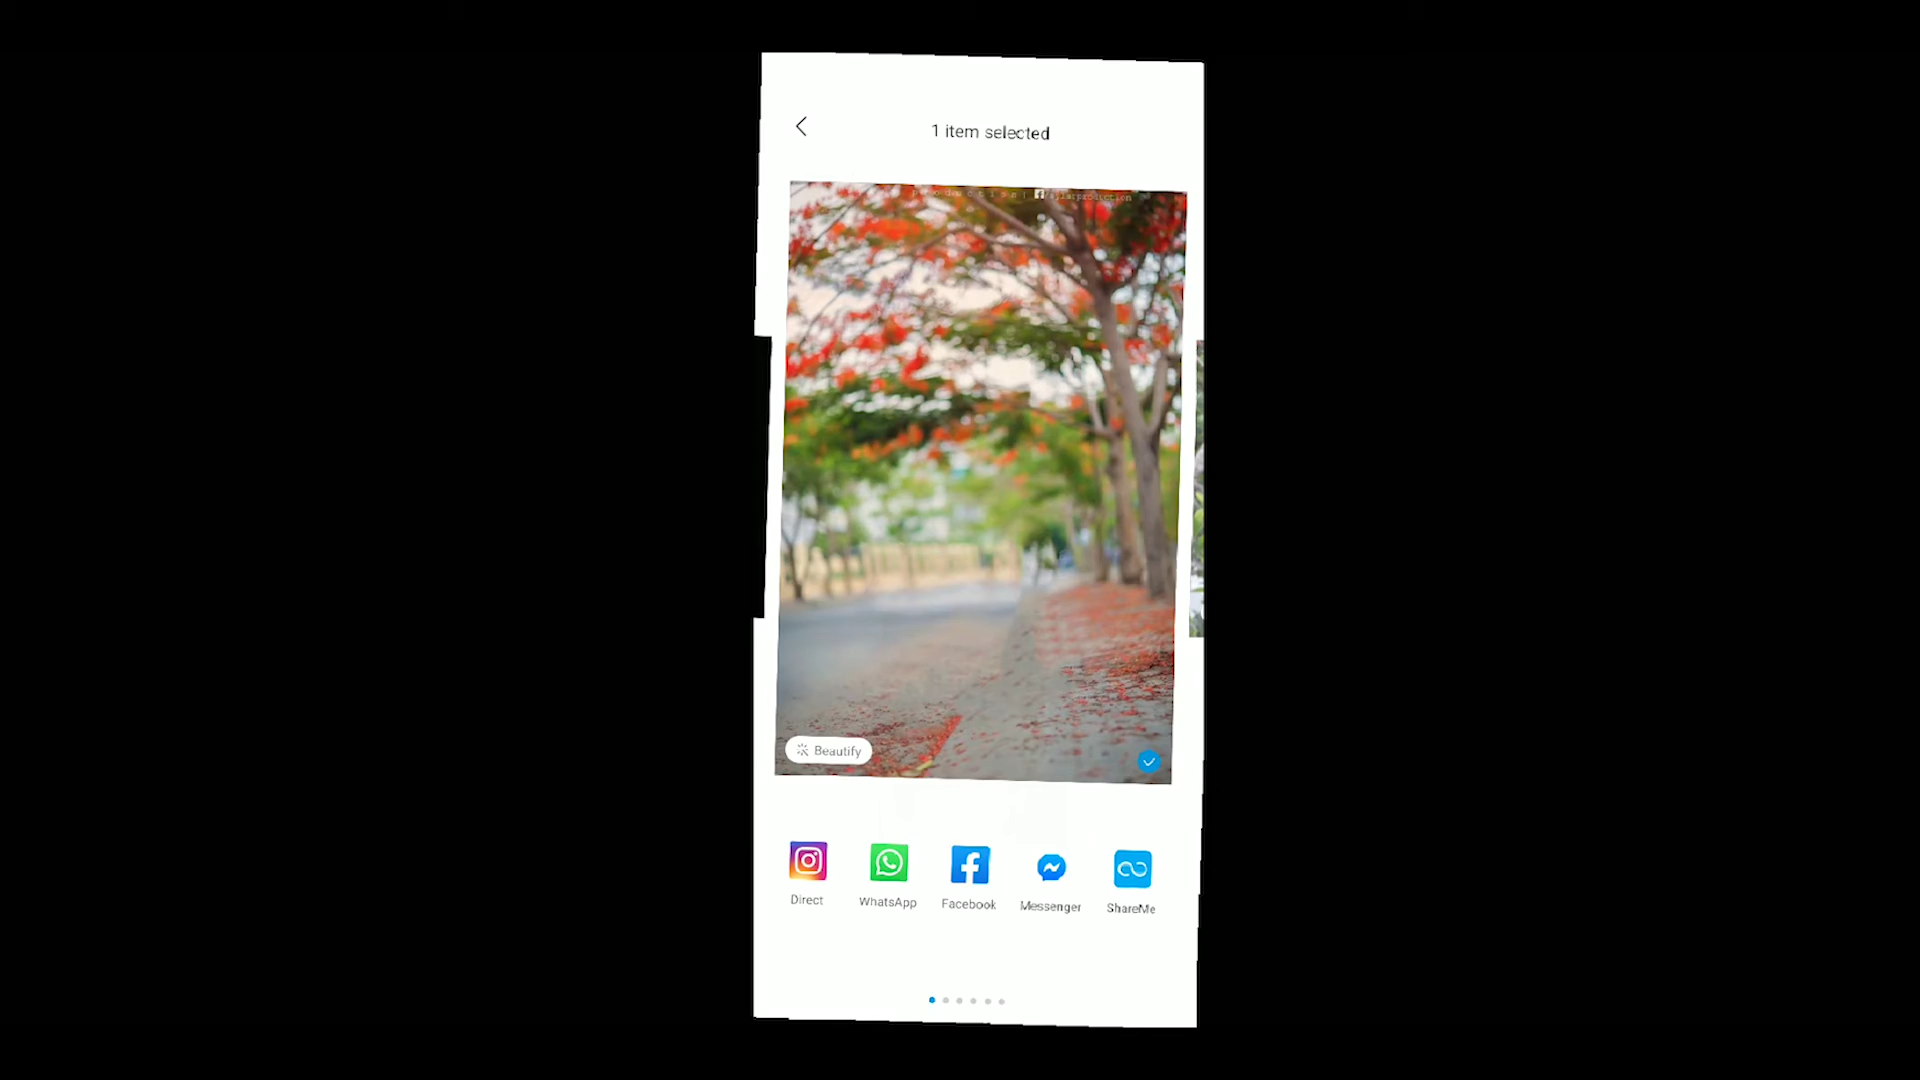 1 item selected
Beautify
Direct
WhatsApp
Facebook
Messenger
ShareMe